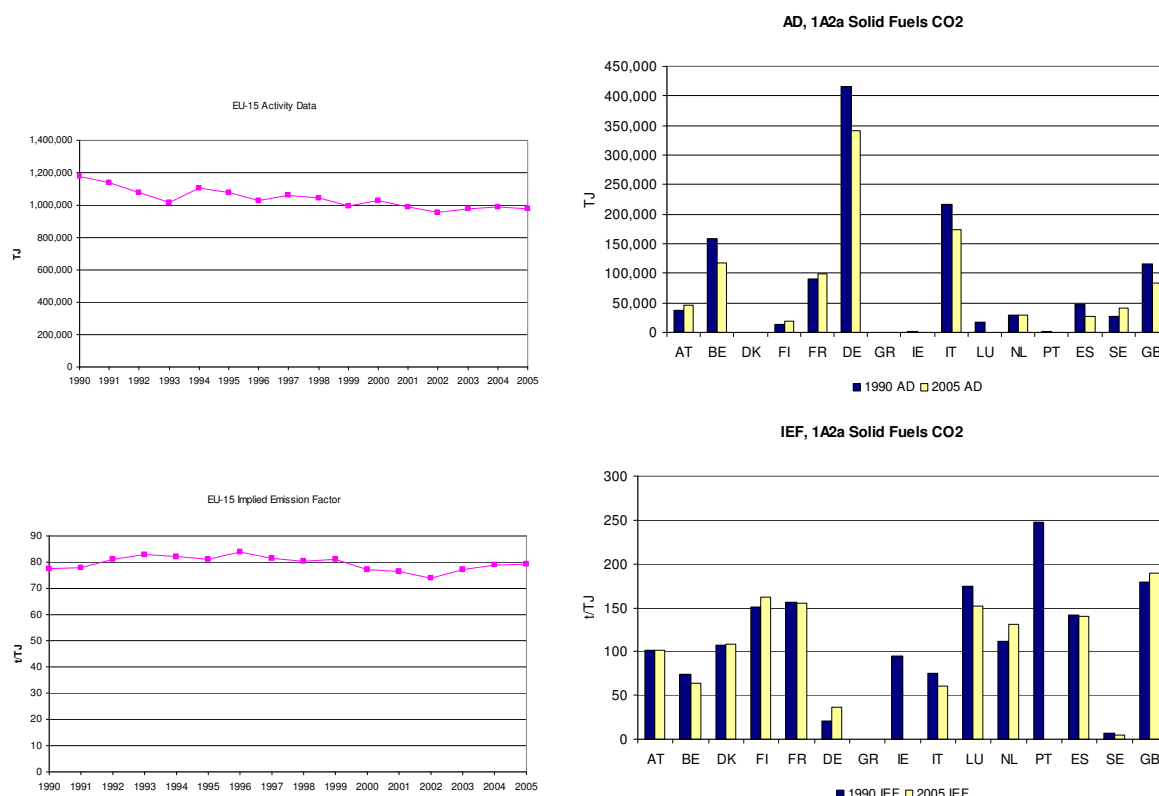 EU-15 Activity Data
1,400,000
1,200,000
1,000,000
800,000
600,000
400,000
200,000
0
TJ
1990 1991 1992 1993 1994 1995 1996 1997 1998 1999 2000 2001 2002 2003 2004 2005
AD, 1A2a Solid Fuels CO2
450,000
400,000
350,000
300,000
250,000
200,000
150,000
100,000
50,000
0
TJ
AT BE DK FI FR DE GR IE IT LU NL PT ES SE GB
1990 AD 2005 AD
EU-15 Implied Emission Factor
90
80
70
60
50
40
30
20
10
0
t/TJ
1990 1991 1992 1993 1994 1995 1996 1997 1998 1999 2000 2001 2002 2003 2004 2005
IEF, 1A2a Solid Fuels CO2
300
250
200
150
100
50
0
t/TJ
AT BE DK FI FR DE GR IE IT LU NL PT ES SE GB
1990 IEF 2005 IEF